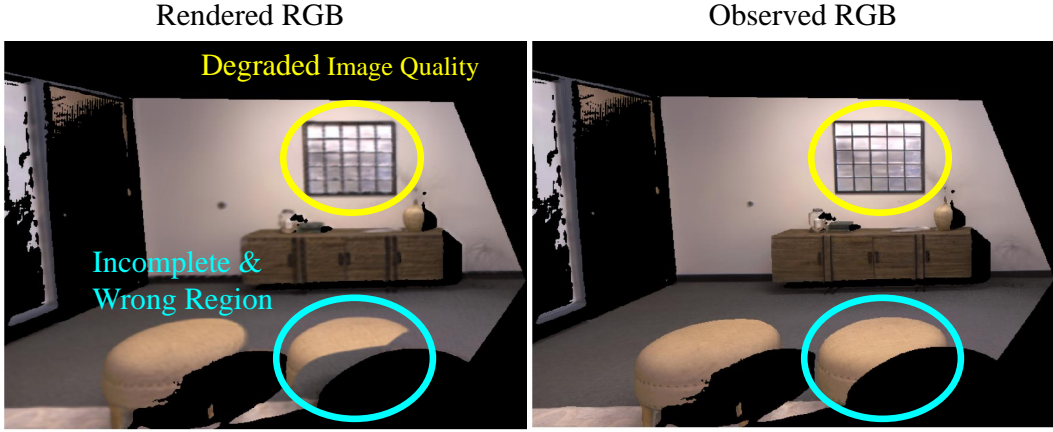 Rendered RGB
Observed RGB
Degraded Image Quality
Incomplete &
Wrong Region